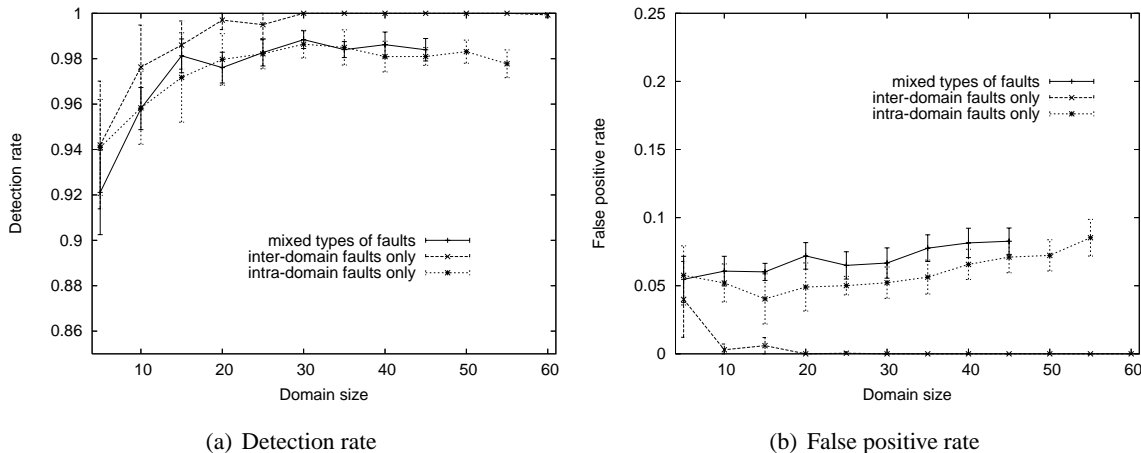 1
0.98
0.96
0.94
0.92
0.9
0.88
0.86
Detection rate
mixed types of faults
inter-domain faults only
intra-domain faults only
10 20 30 40 50 60
Domain size
(a) Detection rate
0.25
0.2
0.15
0.1
0.05
0
False positive rate
mixed types of faults
inter-domain faults only
intra-domain faults only
10 20 30 40 50 60
Domain size
(b) False positive rate